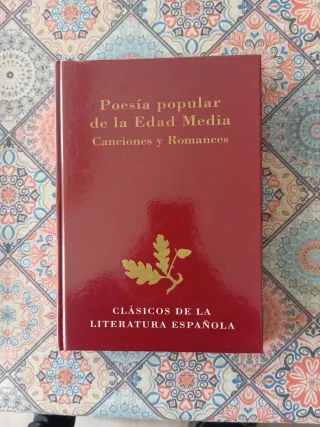 Poesía popular
de la Edad Media
Canciones y Romances
CLÁSICOS DE LA
LITERATURA ESPAÑOLA